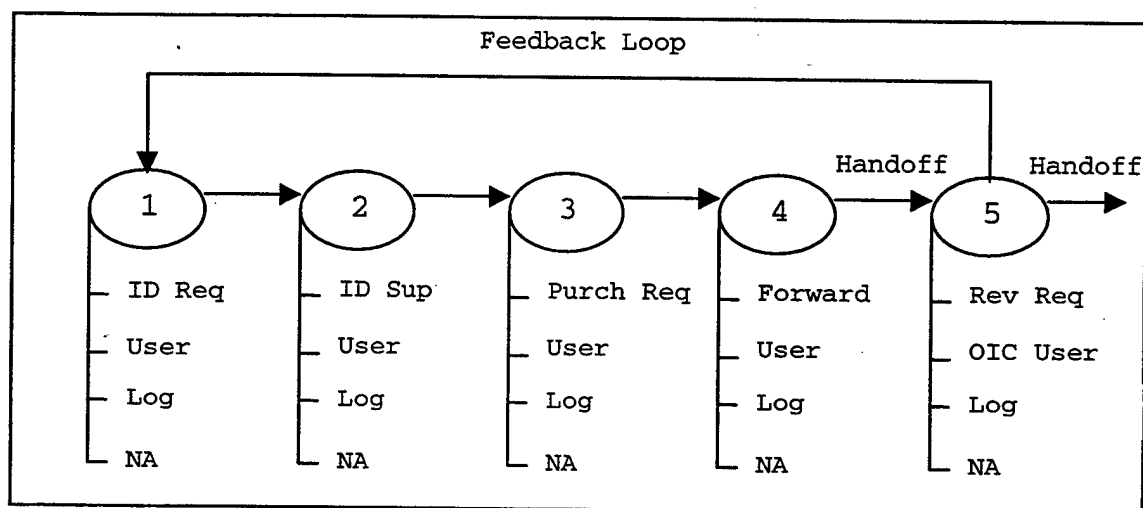 Feedback Loop
Handoff Handoff
1 2 3 4 5
ID Req ID Sup Purch Req Forward Rev Req
User User User User OIC User
Log Log Log Log Log
NA NA NA NA NA